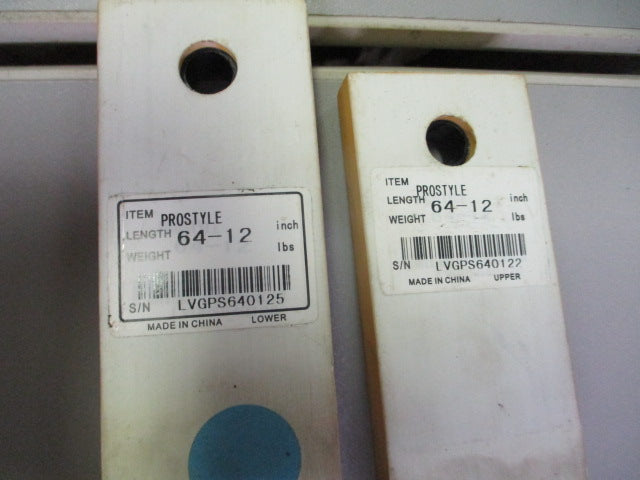 ITEM PROSTYLE
LENGTH 64-12 inch
WEIGHT lbs
S/N LVGPS640125
MADE IN CHINA LOWER
ITEM PROSTYLE
LENGTH 64-12 inch
WEIGHT lbs
S/N LVGPS640122
MADE IN CHINA UPPER